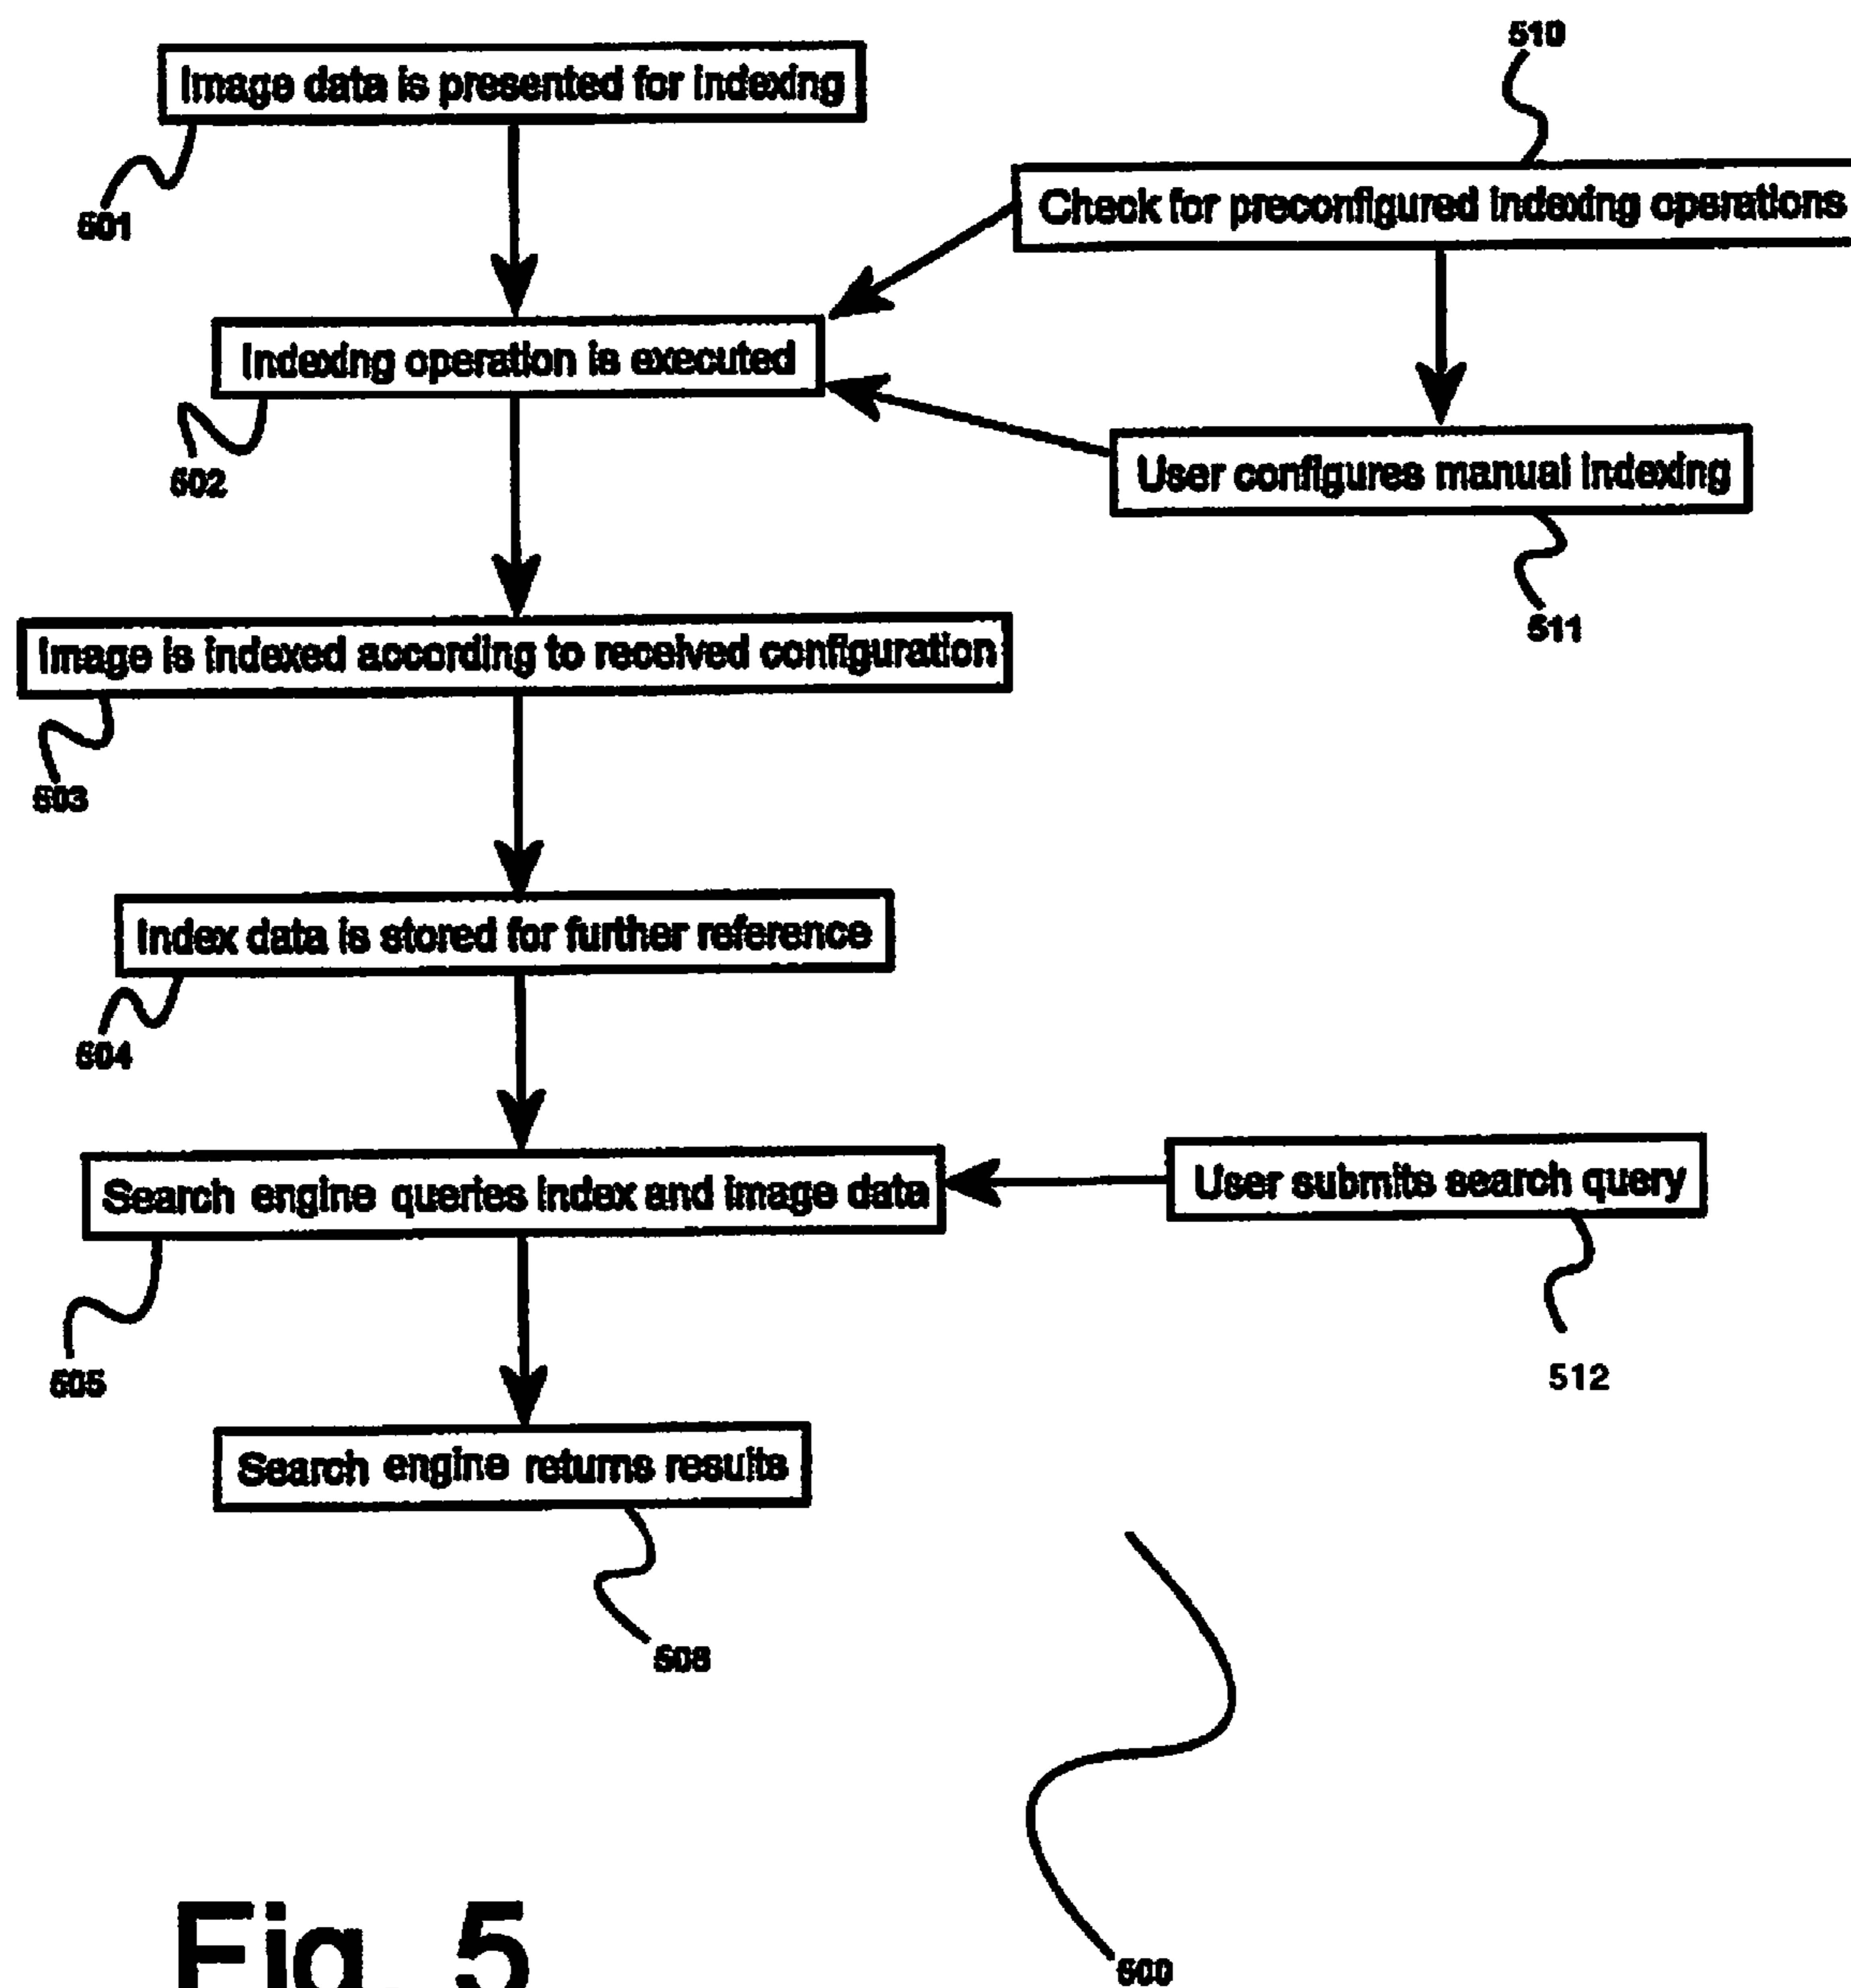 510
Image data is presented for indexing
Check for preconfigured indexing operations
501
Indexing operation is executed
User configures manual indexing
502
511
Image is indexed according to received configuration
503
Index data is stored for further reference
504
Search engine queries index and image data
User submits search query
505
512
Search engine returns results
Fig. 5
500